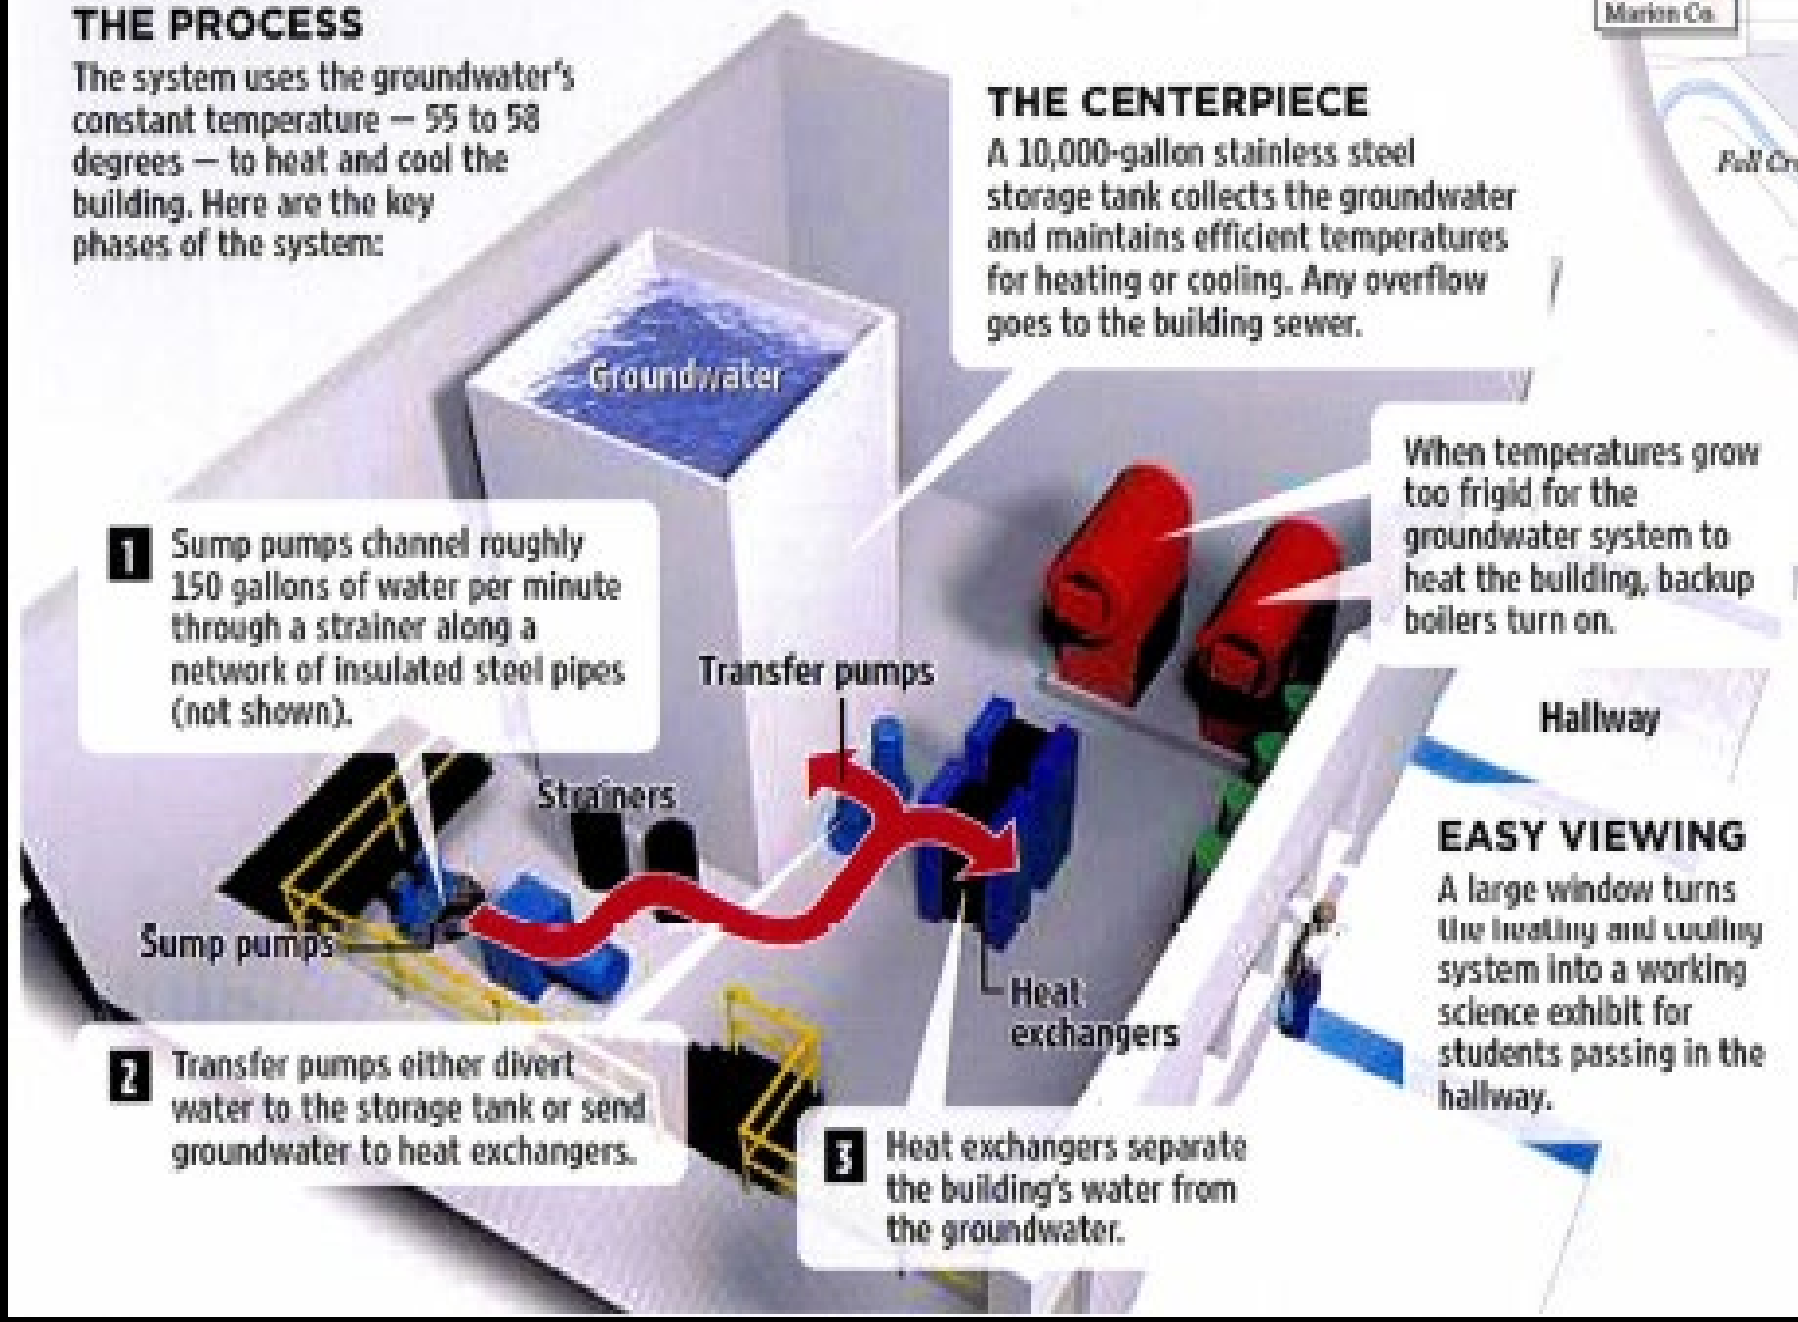 THE PROCESS
The system uses the groundwater's
constant temperature — 55 to 58
degrees — to heat and cool the
building. Here are the key
phases of the system:
Marion Co.
THE CENTERPIECE
A 10,000-gallon stainless steel
storage tank collects the groundwater
and maintains efficient temperatures
for heating or cooling. Any overflow
goes to the building sewer.
Groundwater
When temperatures grow
too frigid for the
groundwater system to
heat the building, backup
boilers turn on.
1
Sump pumps channel roughly
150 gallons of water per minute
through a strainer along a
network of insulated steel pipes
(not shown).
Transfer pumps
Hallway
Strainers
EASY VIEWING
A large window turns
the heating and cooling
system into a working
science exhibit for
students passing in the
hallway.
Sump pumps
Heat
exchangers
2
Transfer pumps either divert
water to the storage tank or send
groundwater to heat exchangers.
3
Heat exchangers separate
the building's water from
the groundwater.